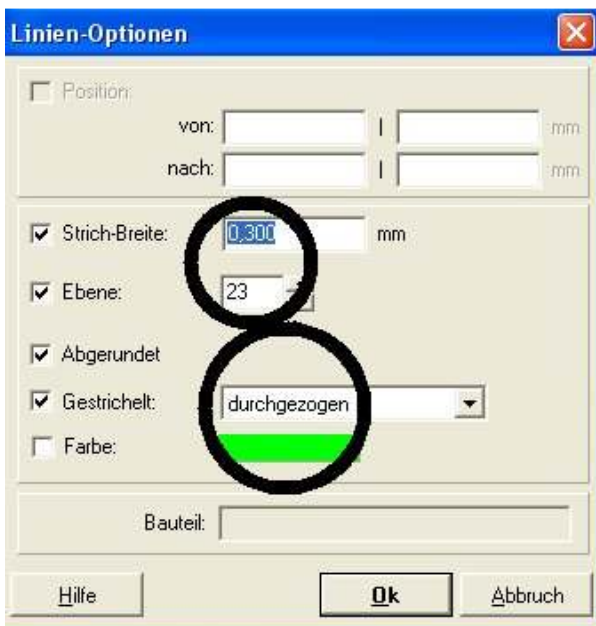 Linien-Optionen
Position:
von: | mm
nach: | mm
Strich-Breite: 0,300 mm
Ebene: 23
Abgerundet
Gestrichelt: durchgezogen
Farbe:
Bauteil:
Hilfe Ok Abbruch